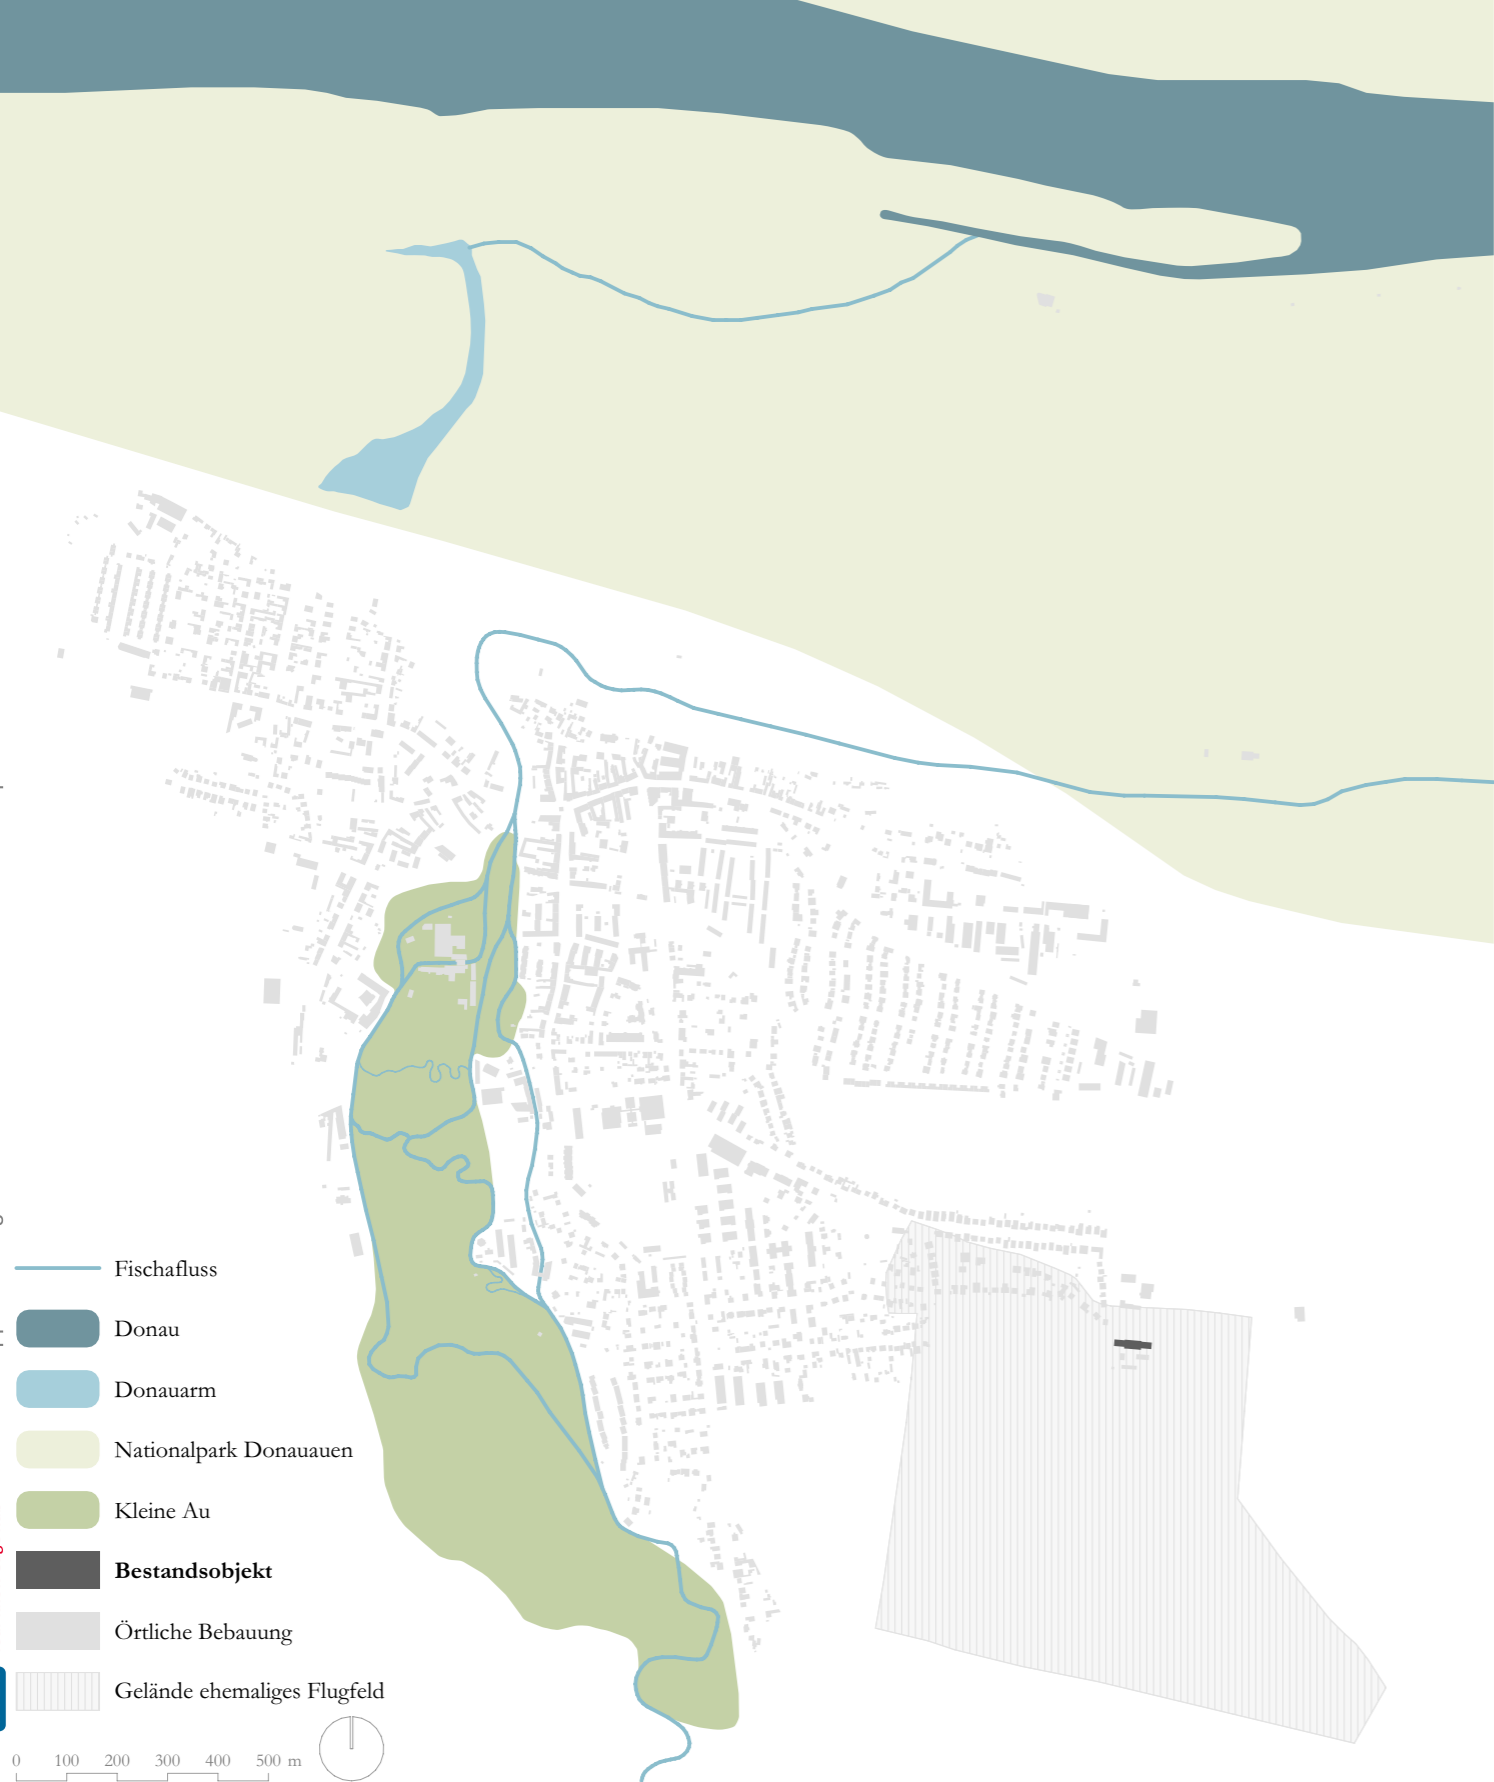 Fischafluss
Donau
Donauarm
Nationalpark Donauauen
Kleine Au
Bestandsobjekt
Örtliche Bebauung
Gelände ehemaliges Flugfeld
0 100 200 300 400 500 m